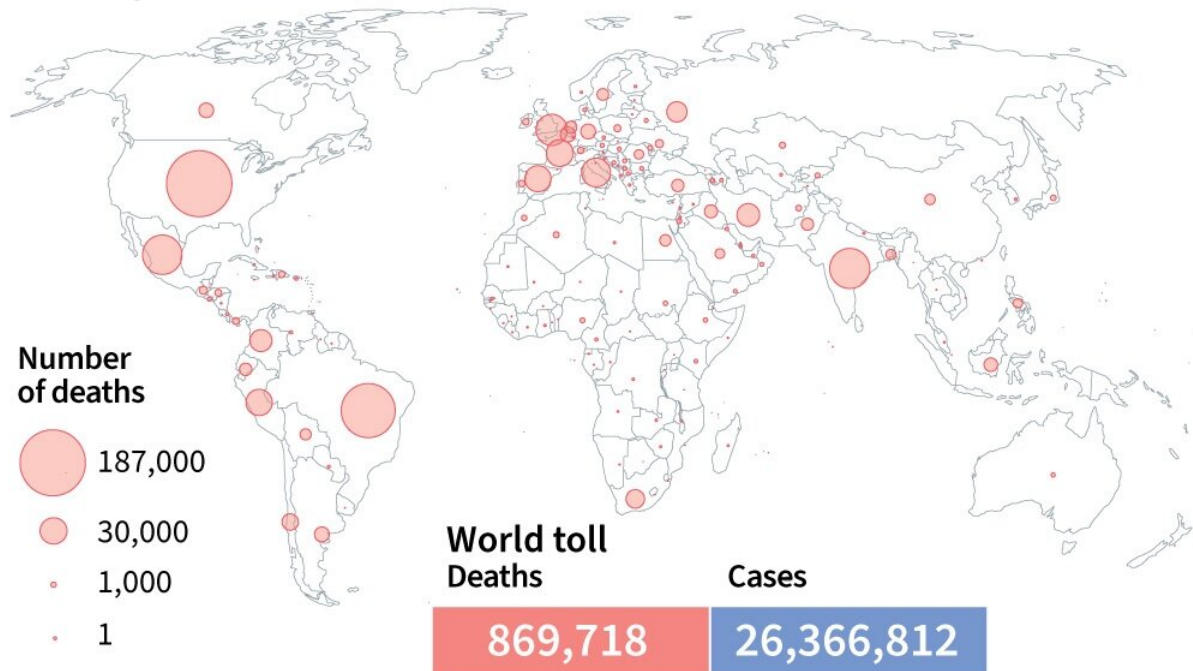 Number
of deaths
187,000
30,000
1,000
1
World toll
Deaths
Cases
869,718
26,366,812